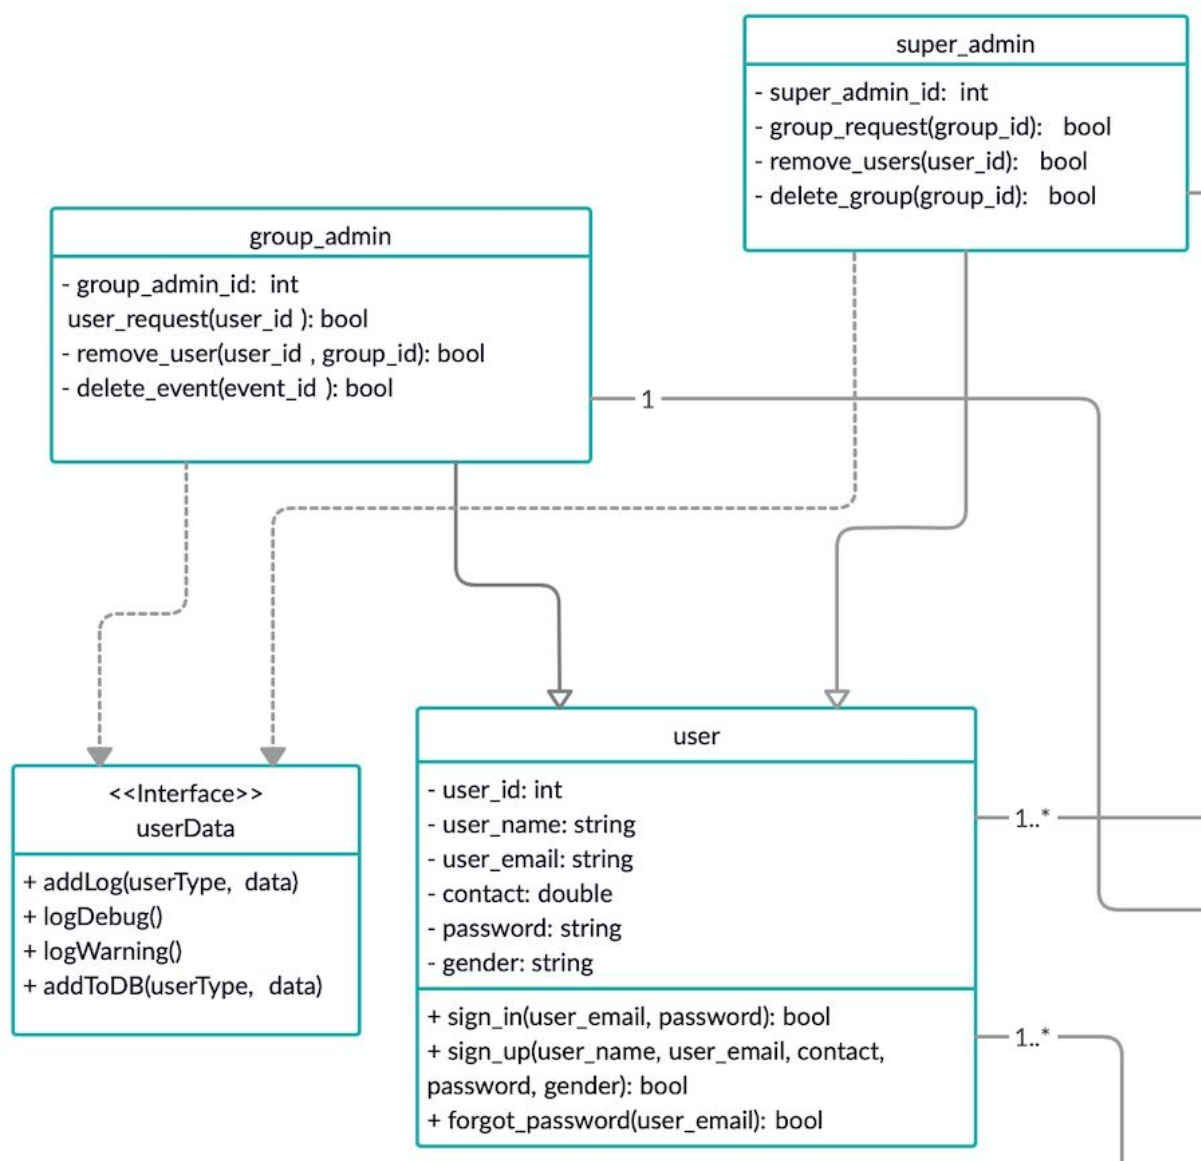 super_admin
- super_admin_id:  int
- group_request(group_id):   bool
- remove_users(user_id):   bool
- delete_group(group_id):   bool
group_admin
- group_admin_id:  int
user_request(user_id ): bool
- remove_user(user_id , group_id): bool
- delete_event(event_id ): bool
1
<<Interface>>
userData
+ addLog(userType,  data)
+ logDebug()
+ logWarning()
+ addToDB(userType,  data)
user
- user_id: int
- user_name: string
- user_email: string
- contact: double
- password: string
- gender: string
+ sign_in(user_email, password): bool
+ sign_up(user_name, user_email, contact,
password, gender): bool
+ forgot_password(user_email): bool
1..*
1..*